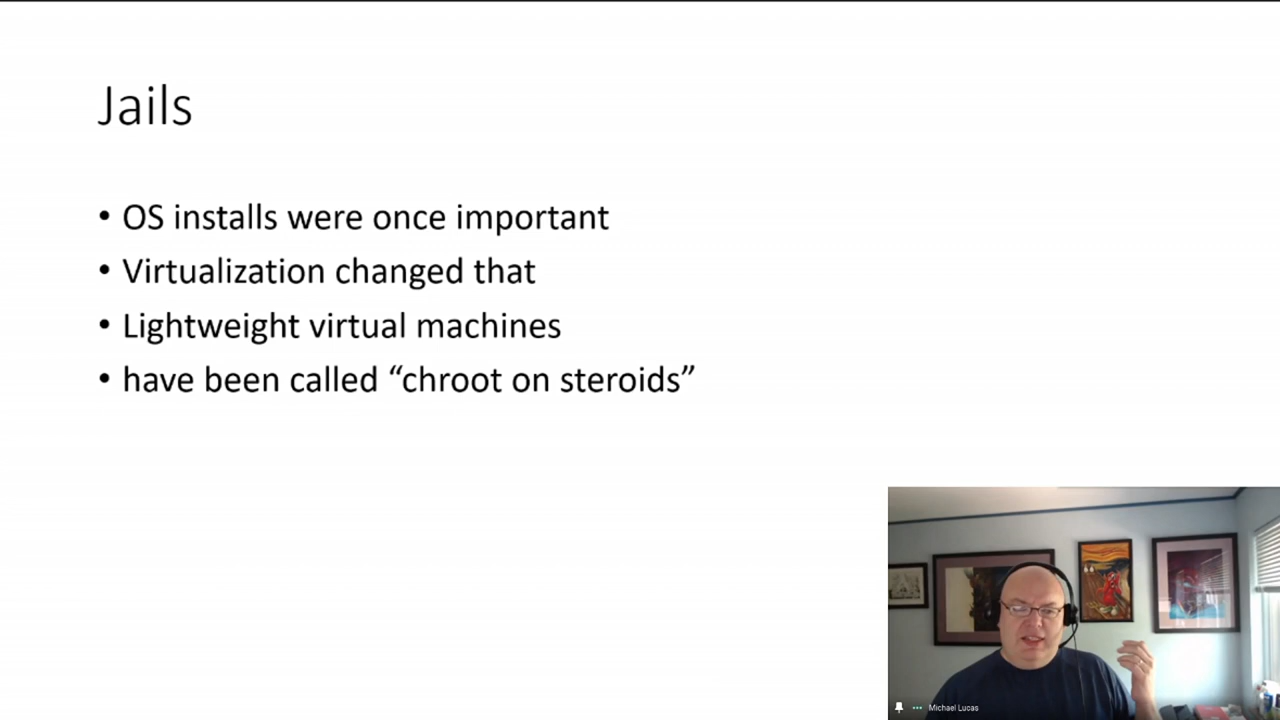 Jails
• OS installs were once important
• Virtualization changed that
• Lightweight virtual machines
• have been called “chroot on steroids”
Michael Lucas